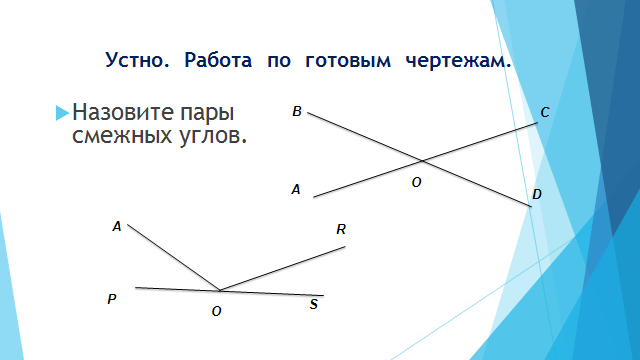 Устно. Работа по готовым чертежам.
Назовите пары
смежных углов.
B
C
A
O
D
A
R
P
O
S